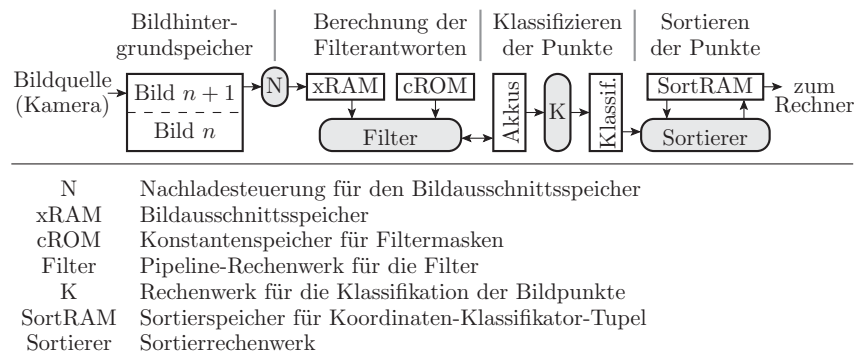 Bildhinter-
grundspeicher
Berechnung der
Filterantworten
Klassifizieren
der Punkte
Sortieren
der Punkte
Bildquelle
(Kamera)
Bild n + 1
Bild n
N
xRAM
cROM
Filter
Akkus
K
Klassif.
SortRAM
Sortierer
zum
Rechner
N Nachladesteuerung für den Bildausschnittsspeicher
xRAM Bildausschnittsspeicher
cROM Konstantenspeicher für Filtermasken
Filter Pipeline-Rechenwerk für die Filter
K Rechenwerk für die Klassifikation der Bildpunkte
SortRAM Sortierspeicher für Koordinaten-Klassifikator-Tupel
Sortierer Sortierrechenwerk